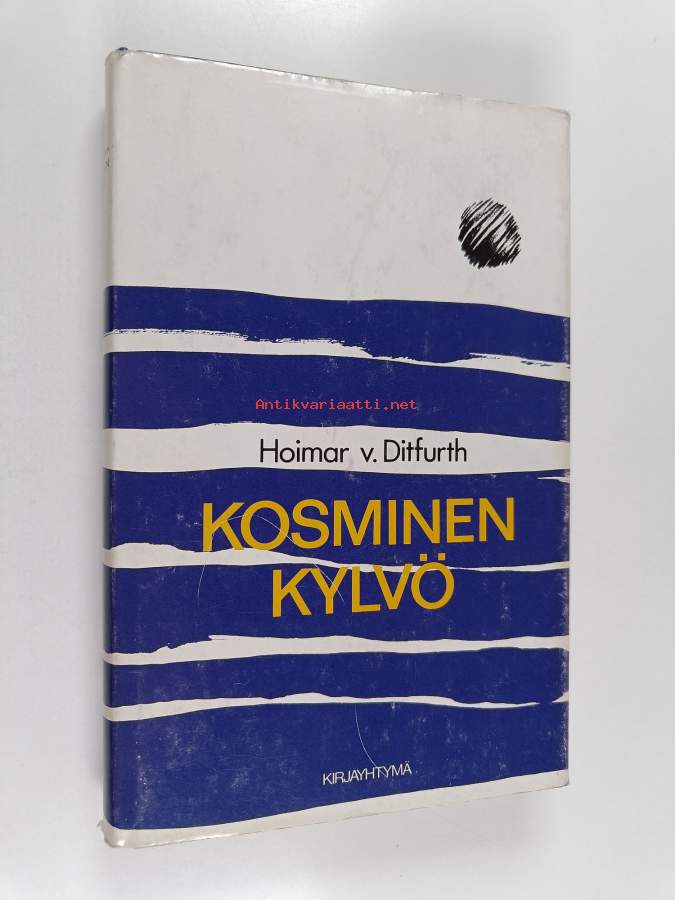 Antikvariaatti.net
Hoimar v. Ditfurth
KOSMINEN
KYLVÖ
KIRJAYHTYMÄ